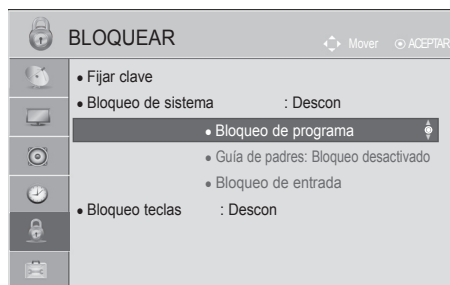 BLOQUEAR
Mover
ACEPTAR
• Fijar clave
• Bloqueo de sistema : Descon
• Bloqueo de programa
• Guía de padres: Bloqueo desactivado
• Bloqueo de entrada
• Bloqueo teclas : Descon